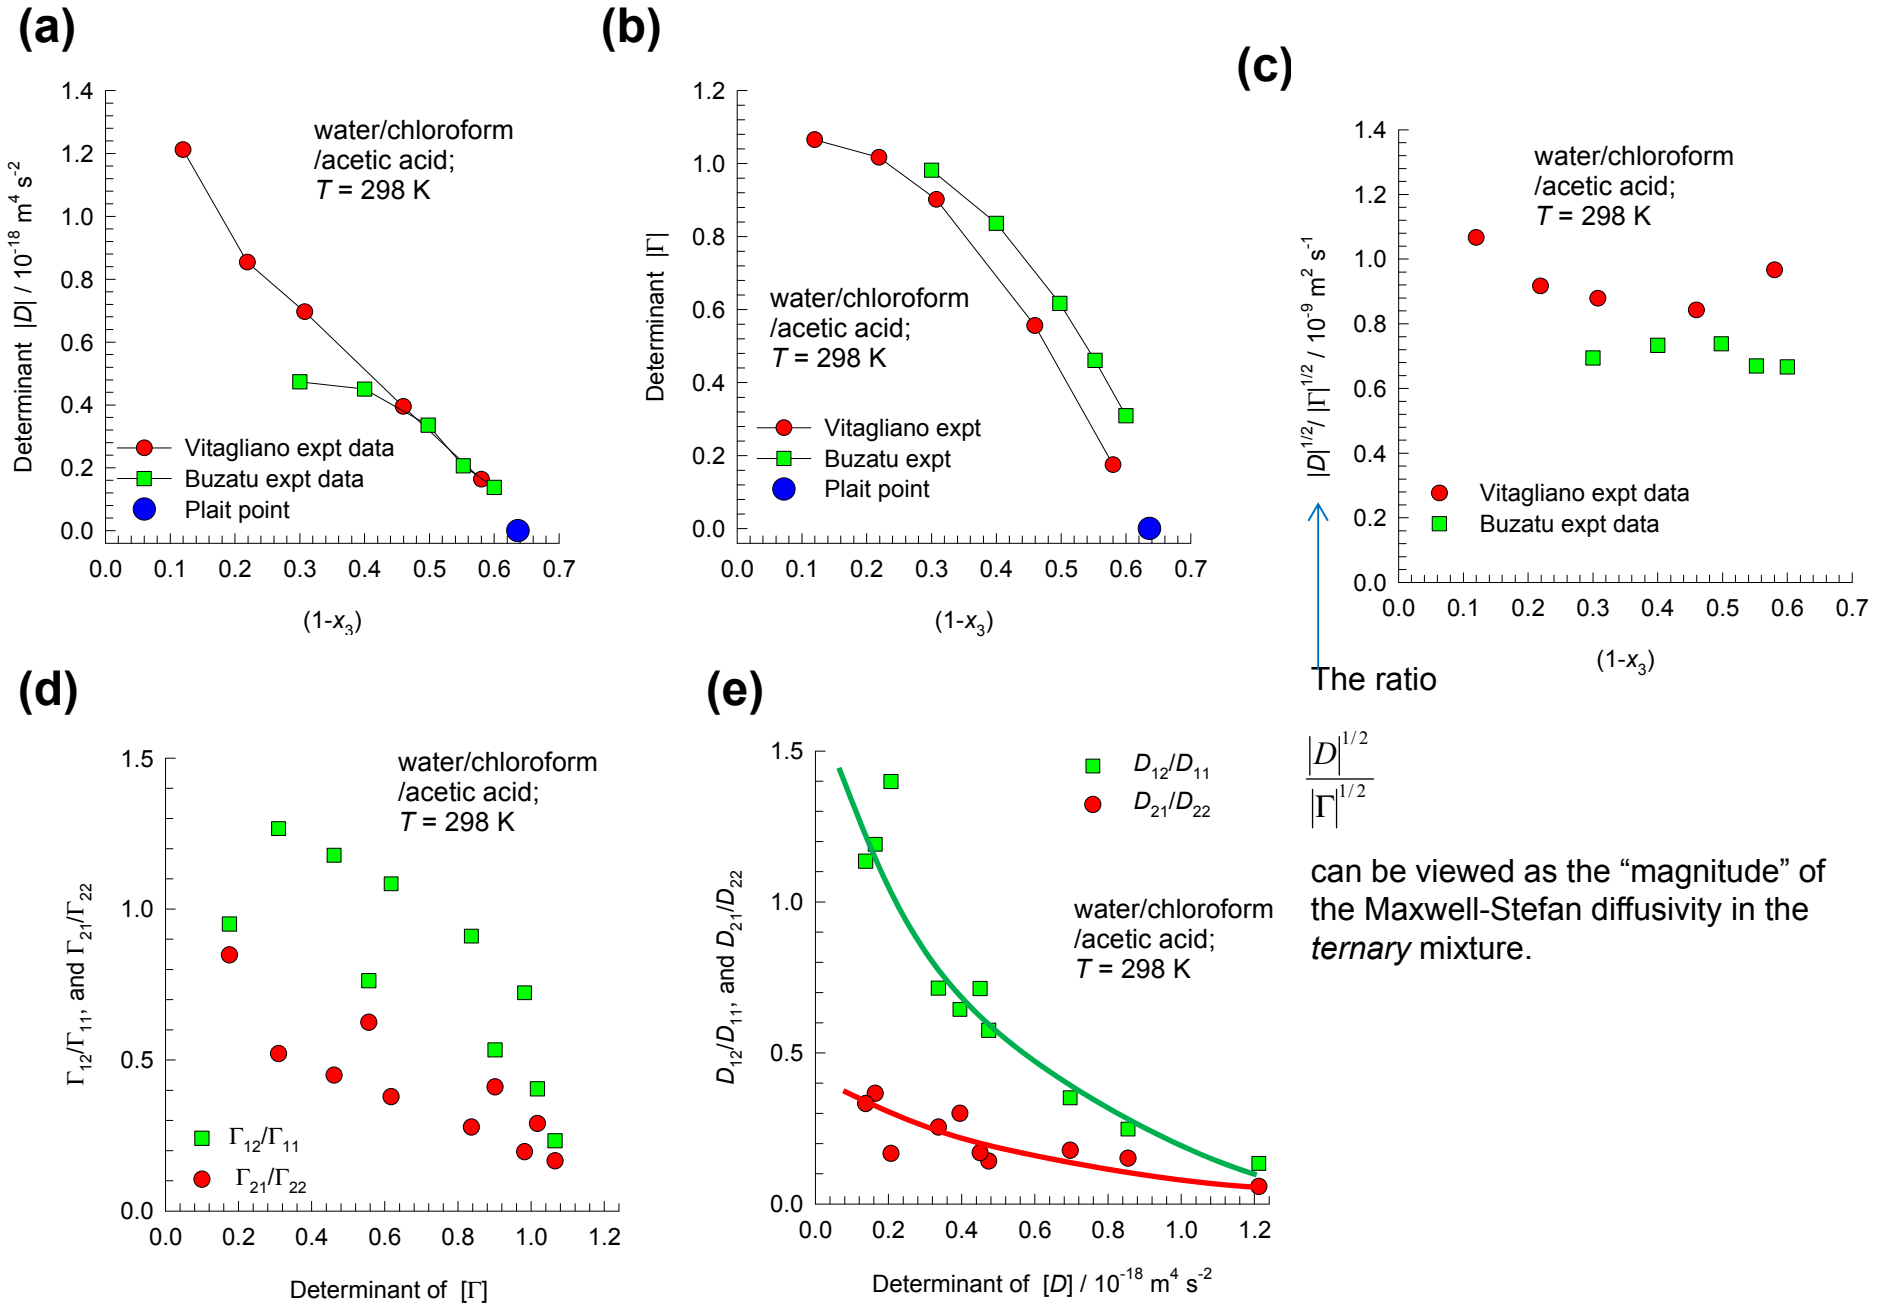 (a)
Determinant |D| / 10⁻¹⁸ m⁴ s⁻²
1.4
1.2
1.0
0.8
0.6
0.4
0.2
0.0
water/chloroform
/acetic acid;
T = 298 K
Vitagliano expt data
Buzatu expt data
Plait point
0.0 0.1 0.2 0.3 0.4 0.5 0.6 0.7
(1-x₃)
(b)
Determinant |Γ|
1.2
1.0
0.8
0.6
0.4
0.2
0.0
water/chloroform
/acetic acid;
T = 298 K
Vitagliano expt
Buzatu expt
Plait point
0.0 0.1 0.2 0.3 0.4 0.5 0.6 0.7
(1-x₃)
(c)
|D|^1/2 / |Γ|^1/2 / 10⁻⁹ m² s⁻¹
1.4
1.2
1.0
0.8
0.6
0.4
0.2
0.0
water/chloroform
/acetic acid;
T = 298 K
Vitagliano expt data
Buzatu expt data
0.0 0.1 0.2 0.3 0.4 0.5 0.6 0.7
(1-x₃)
The ratio
|D|^1/2
|Γ|^1/2
can be viewed as the “magnitude” of
the Maxwell-Stefan diffusivity in the
ternary mixture.
(d)
Γ₁₂/Γ₁₁, and Γ₂₁/Γ₂₂
1.5
1.0
0.5
0.0
water/chloroform
/acetic acid;
T = 298 K
Γ₁₂/Γ₁₁
Γ₂₁/Γ₂₂
0.0 0.2 0.4 0.6 0.8 1.0 1.2
Determinant of [Γ]
(e)
D₁₂/D₁₁, and D₂₁/D₂₂
1.5
1.0
0.5
0.0
D₁₂/D₁₁
D₂₁/D₂₂
water/chloroform
/acetic acid;
T = 298 K
0.0 0.2 0.4 0.6 0.8 1.0 1.2
Determinant of [D] / 10⁻¹⁸ m⁴ s⁻²